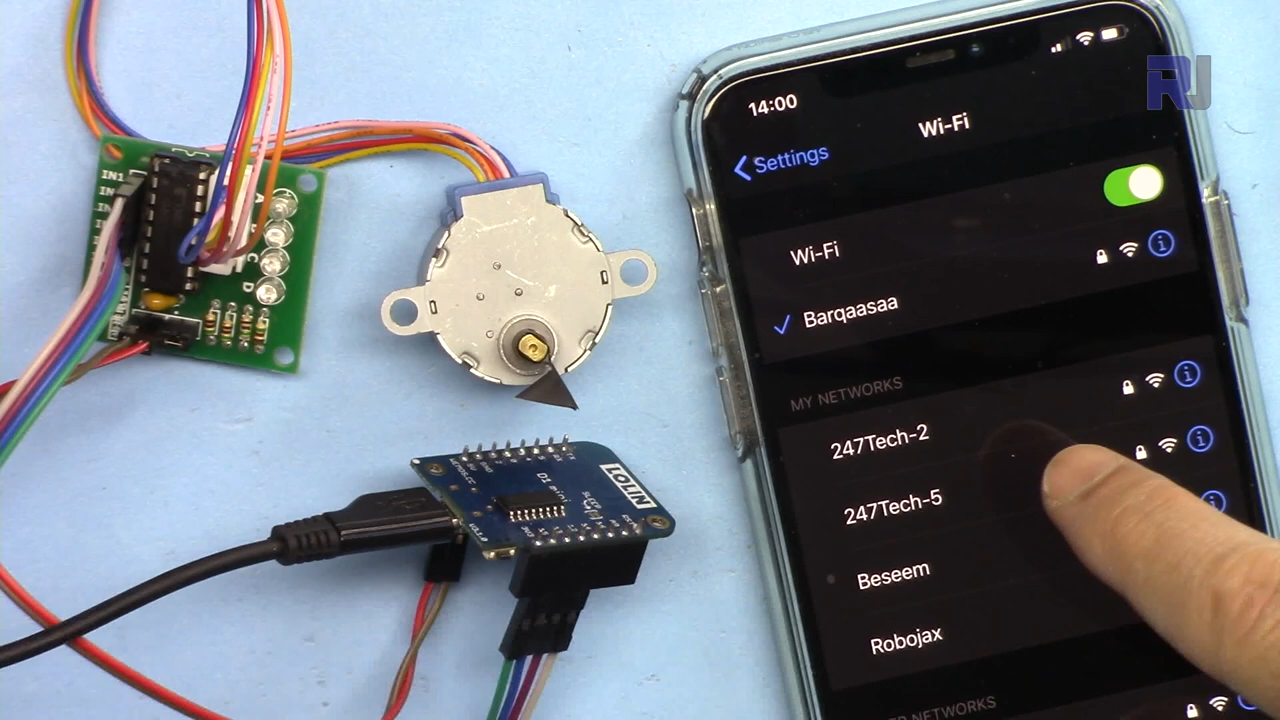 RJ
14:00
Wi-Fi
Settings
Wi-Fi
Barqaasaa
MY NETWORKS
247Tech-2
247Tech-5
Beseem
Robojax
IN1
A
C
D
LOLIN
D1 mini